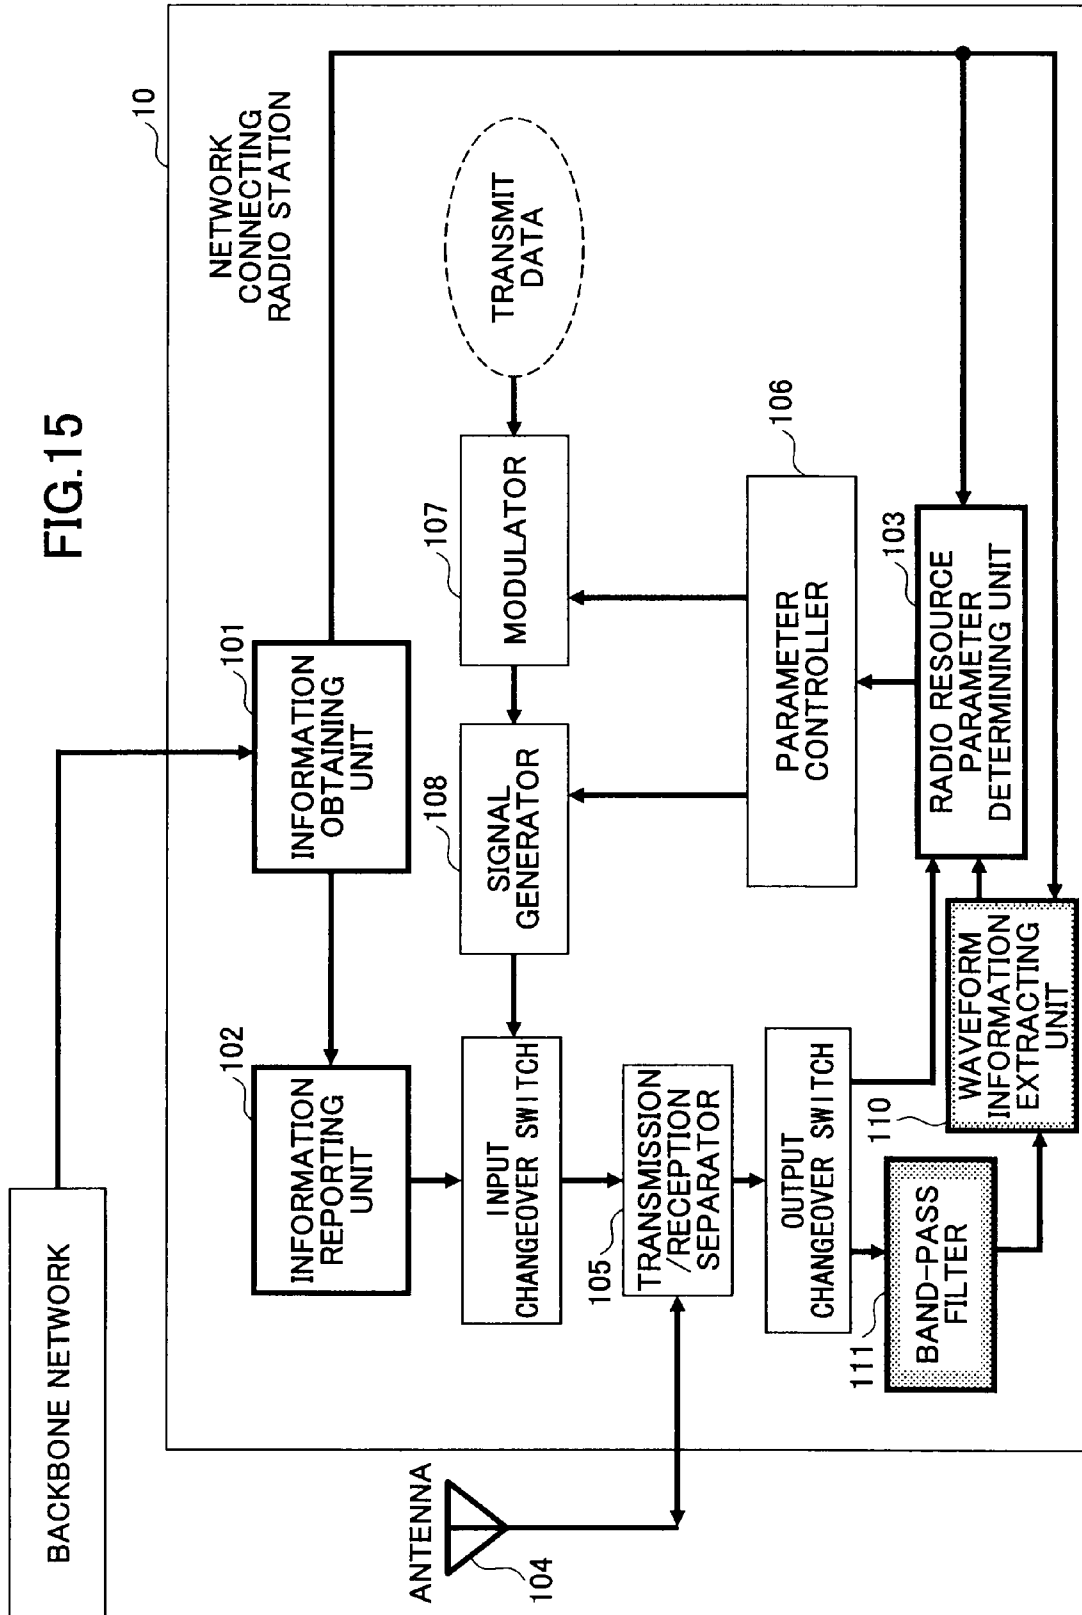 FIG.15
BACKBONE NETWORK
10
NETWORK
CONNECTING
RADIO STATION
101
INFORMATION
OBTAINING
UNIT
102
INFORMATION
REPORTING
UNIT
TRANSMIT
DATA
107
MODULATOR
108
SIGNAL
GENERATOR
INPUT
CHANGEOVER SWITCH
ANTENNA
104
105
TRANSMISSION
/RECEPTION
SEPARATOR
106
PARAMETER
CONTROLLER
OUTPUT
CHANGEOVER SWITCH
103
RADIO RESOURCE
PARAMETER
DETERMINING UNIT
110
WAVEFORM
INFORMATION
EXTRACTING
UNIT
111
BAND-PASS
FILTER